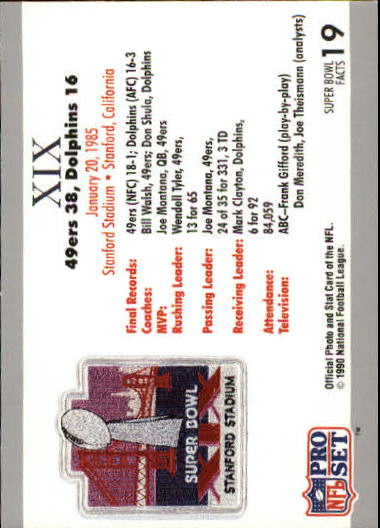 XIX
49ers 38, Dolphins 16
January 20, 1985
Stanford Stadium • Stanford, California
Final Records: 49ers (NFC) 18-1; Dolphins (AFC) 16-3
Coaches: Bill Walsh, 49ers; Don Shula, Dolphins
MVP: Joe Montana, QB, 49ers
Rushing Leader: Wendall Tyler, 49ers,
13 for 65
Passing Leader: Joe Montana, 49ers,
24 of 35 for 331, 3 TD
Receiving Leader: Mark Clayton, Dolphins,
6 for 92
Attendance: 84,059
Television: ABC–Frank Gifford (play-by-play)
Don Meredith, Joe Theismann (analysts)
SUPER BOWL
XIX
STANFORD STADIUM
PRO
NFL
SET
™
Official Photo and Stat Card of the NFL.
© 1990 National Football League.
SUPER BOWL
FACTS 19